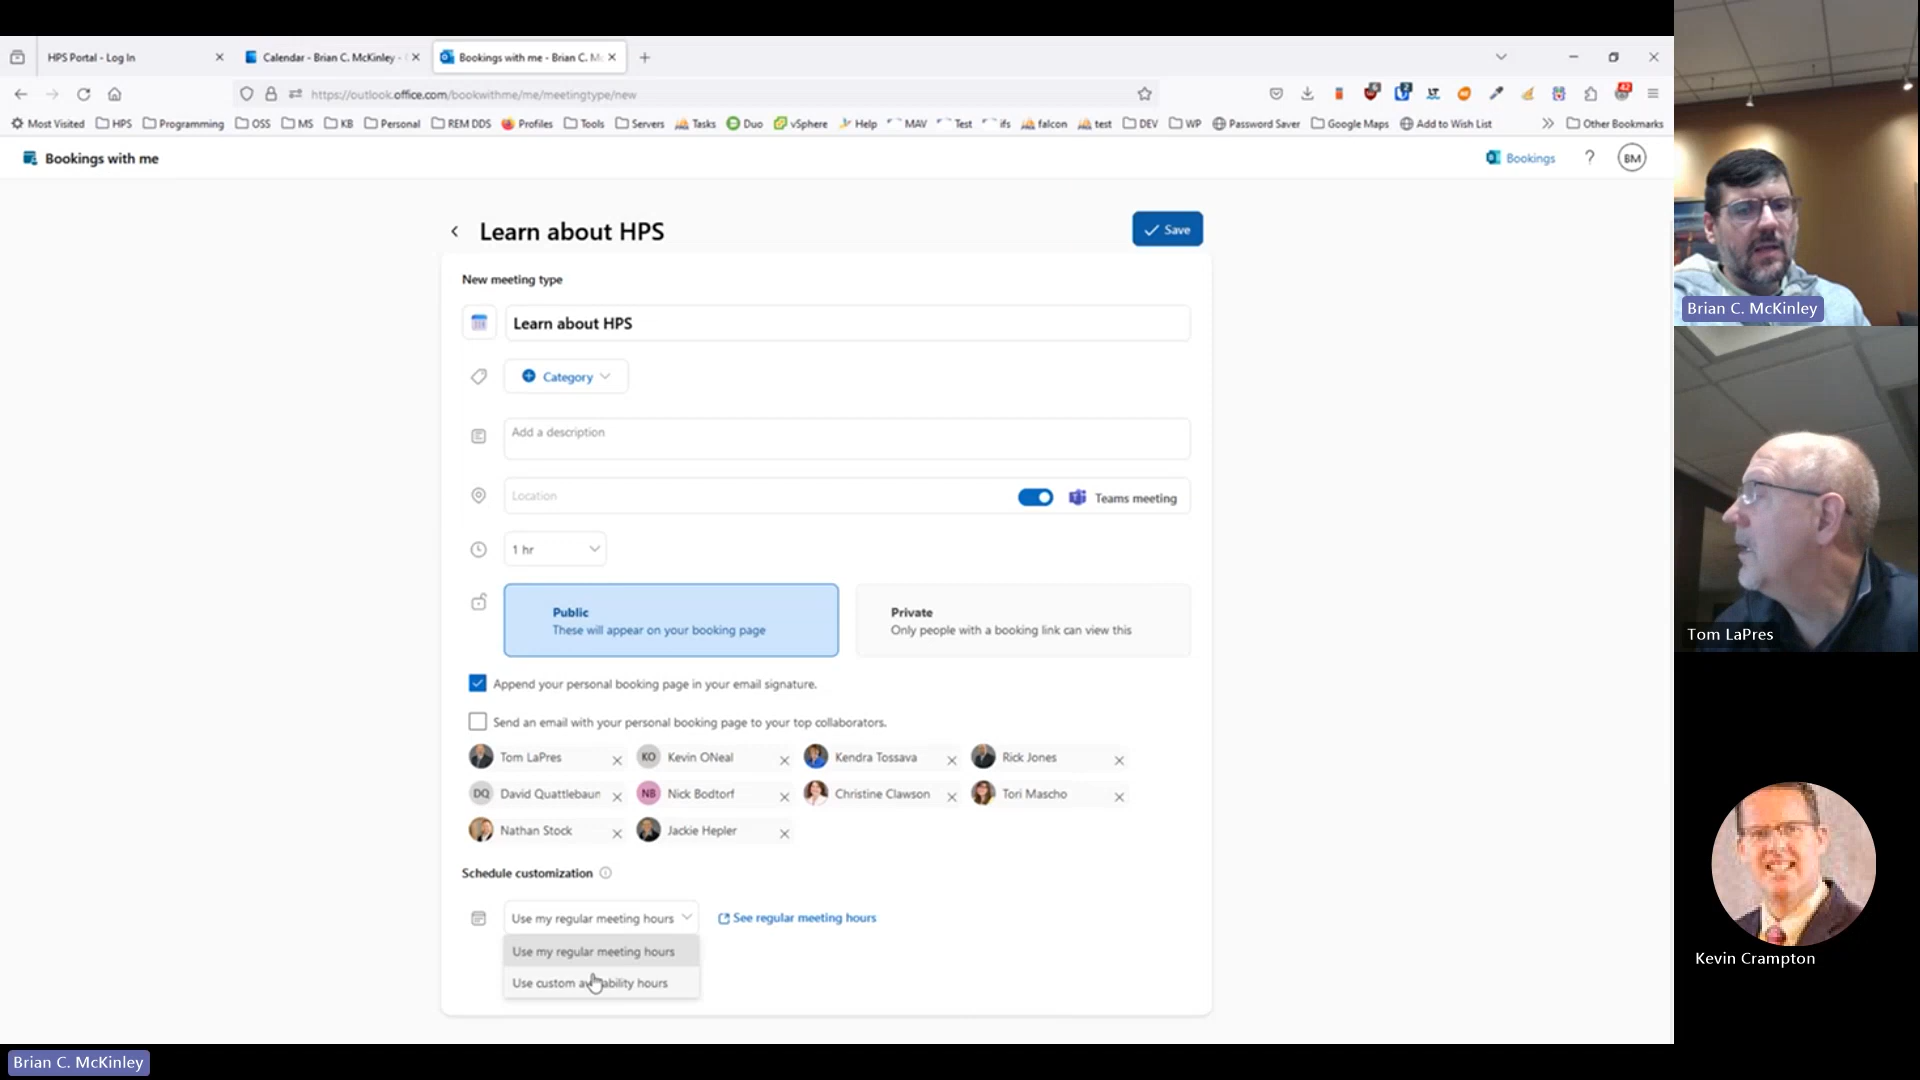 HPS Portal - Log In
Calendar - Brian C. McKinley -
Bookings with me - Brian C. Mc
https://outlook.office.com/bookwithme/me/meetingtype/new
Most Visited HPS Programming OSS MS KB Personal REM DDS Profiles Tools Servers Tasks Duo vSphere Help MAV Test ifs falcon test DEV WP Password Saver Google Maps Add to Wish List Other Bookmarks
Bookings with me
Bookings ? BM
Learn about HPS
Save
New meeting type
Learn about HPS
Category
Add a description
Location
Teams meeting
1 hr
Public
These will appear on your booking page
Private
Only people with a booking link can view this
Append your personal booking page in your email signature.
Send an email with your personal booking page to your top collaborators.
Tom LaPres KO Kevin ONeal Kendra Tossava Rick Jones
DQ David Quattlebaun NB Nick Bodtorf Christine Clawson Tori Mascho
Nathan Stock Jackie Hepler
Schedule customization
Use my regular meeting hours See regular meeting hours
Use my regular meeting hours
Use custom availability hours
Brian C. McKinley
Tom LaPres
Kevin Crampton
Brian C. McKinley